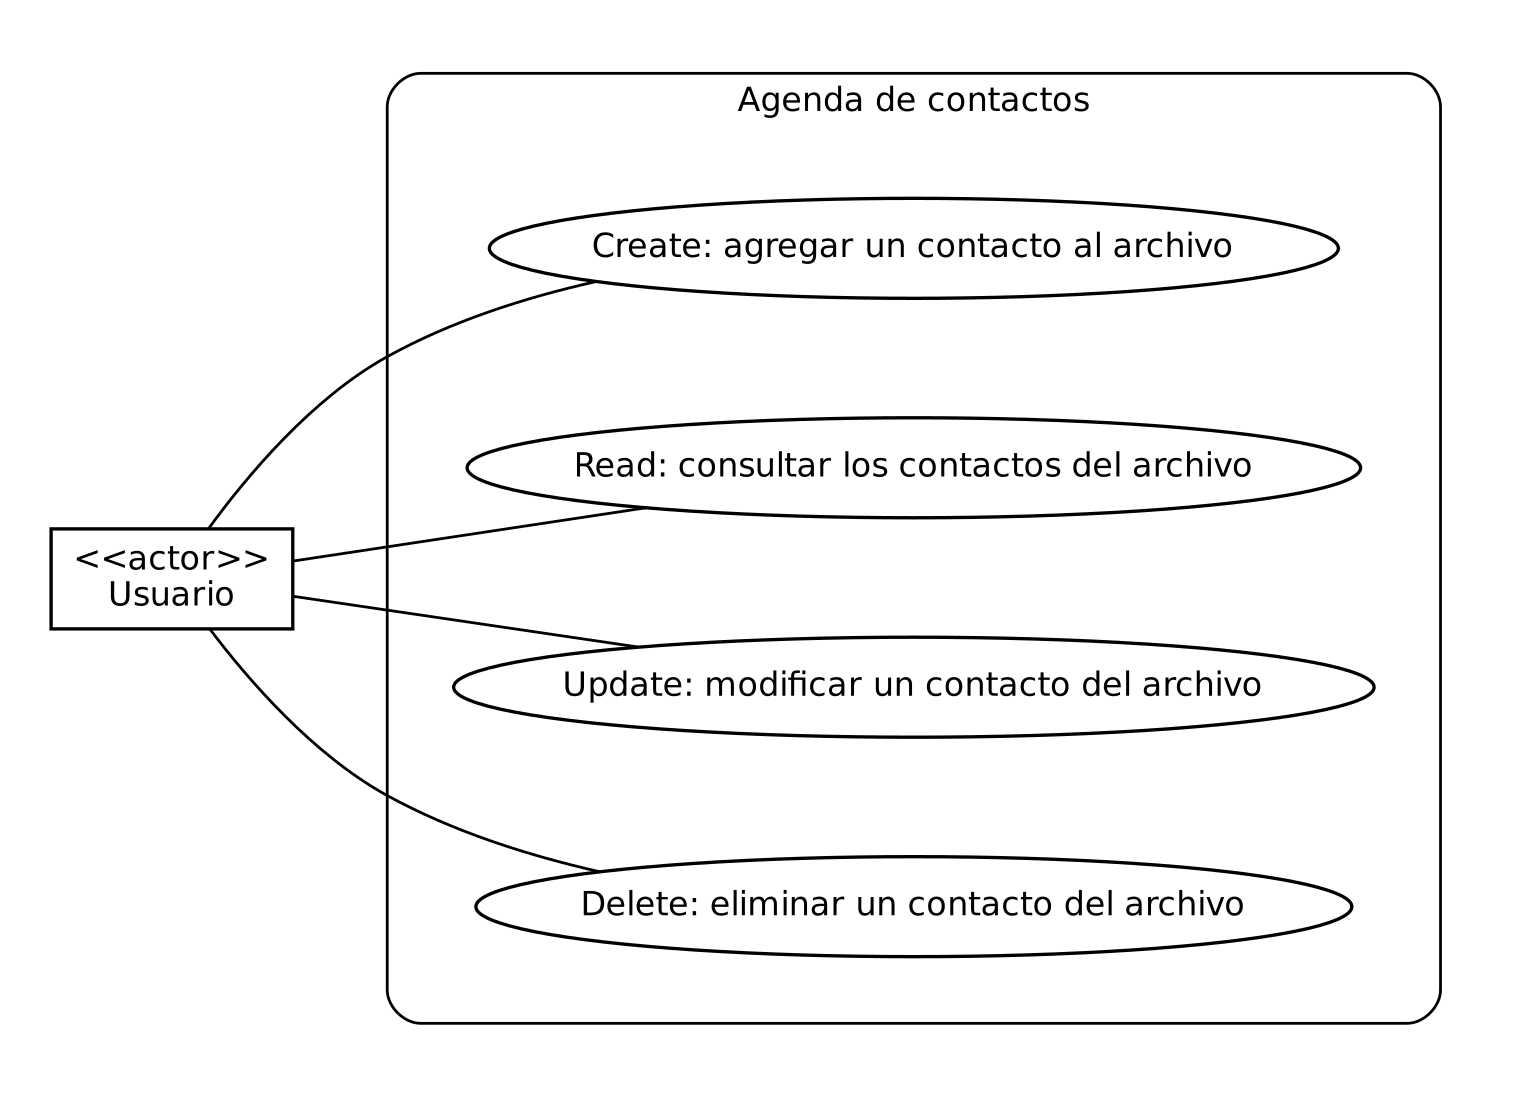 Agenda de contactos
Create: agregar un contacto al archivo
Read: consultar los contactos del archivo
<<actor>>
Usuario
Update: modificar un contacto del archivo
Delete: eliminar un contacto del archivo